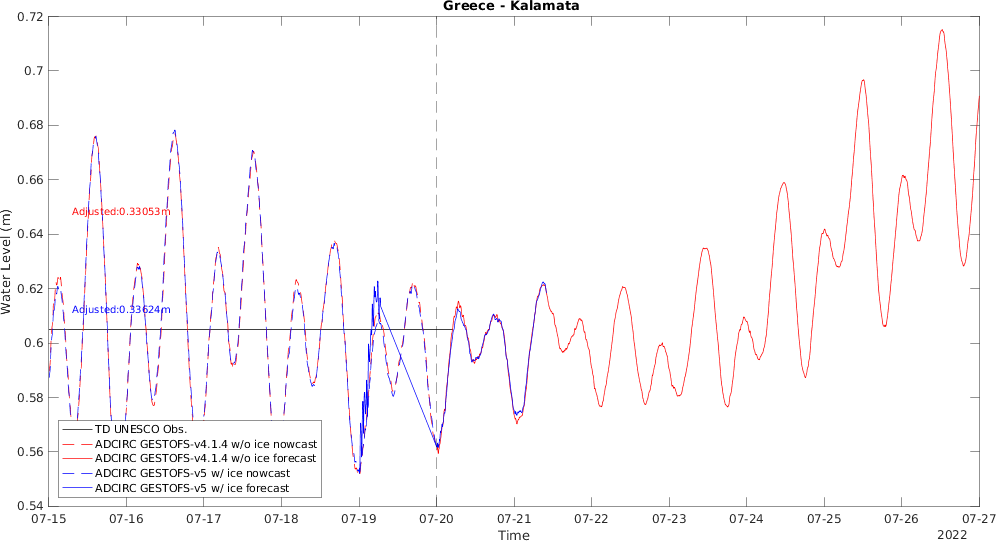 Greece - Kalamata
0.72
0.7
0.68
0.66
0.64
0.62
0.6
0.58
0.56
0.54
Water Level (m)
Adjusted:0.33053m
Adjusted:0.33624m
TD UNESCO Obs.
ADCIRC GESTOFS-v4.1.4 w/o ice nowcast
ADCIRC GESTOFS-v4.1.4 w/o ice forecast
ADCIRC GESTOFS-v5 w/ ice nowcast
ADCIRC GESTOFS-v5 w/ ice forecast
07-15 07-16 07-17 07-18 07-19 07-20 07-21 07-22 07-23 07-24 07-25 07-26 07-27
Time
2022